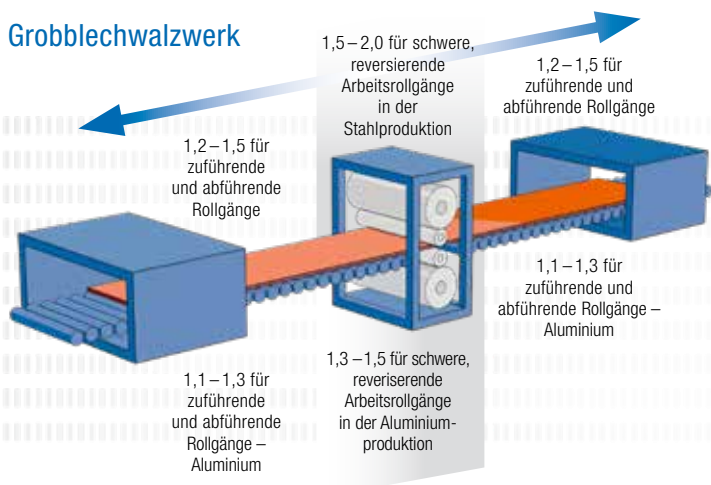 Grobblechwalzwerk
1,5 – 2,0 für schwere,
reversierende
Arbeitsrollgänge
in der
Stahlproduktion
1,2 – 1,5 für
zuführende und
abführende Rollgänge
1,2 – 1,5 für
zuführende
und abführende
Rollgänge
1,1 – 1,3 für
zuführende und
abführende Rollgänge –
Aluminium
1,3 – 1,5 für schwere,
reveriserende
Arbeitsrollgänge
in der Aluminium-
produktion
1,1 – 1,3 für
zuführende
und abführende
Rollgänge –
Aluminium